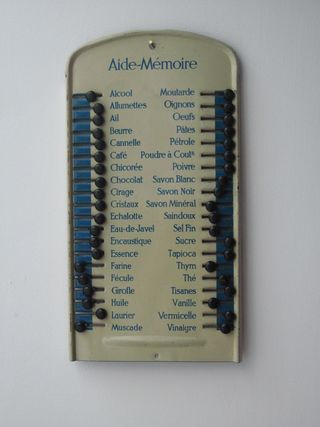 Aide-Mémoire
Alcool Moutarde
Allumettes Oignons
Ail Oeufs
Beurre Pâtes
Cannelle Pétrole
Café Poudre à Coutx
Chicorée Poivre
Chocolat Savon Blanc
Cirage Savon Noir
Cristaux Savon Minéral
Echalotte Saindoux
Eau-de-Javel Sel Fin
Encaustique Sucre
Essence Tapioca
Farine Thym
Fécule Thé
Girofle Tisanes
Huile Vanille
Laurier Vermicelle
Muscade Vinaigre